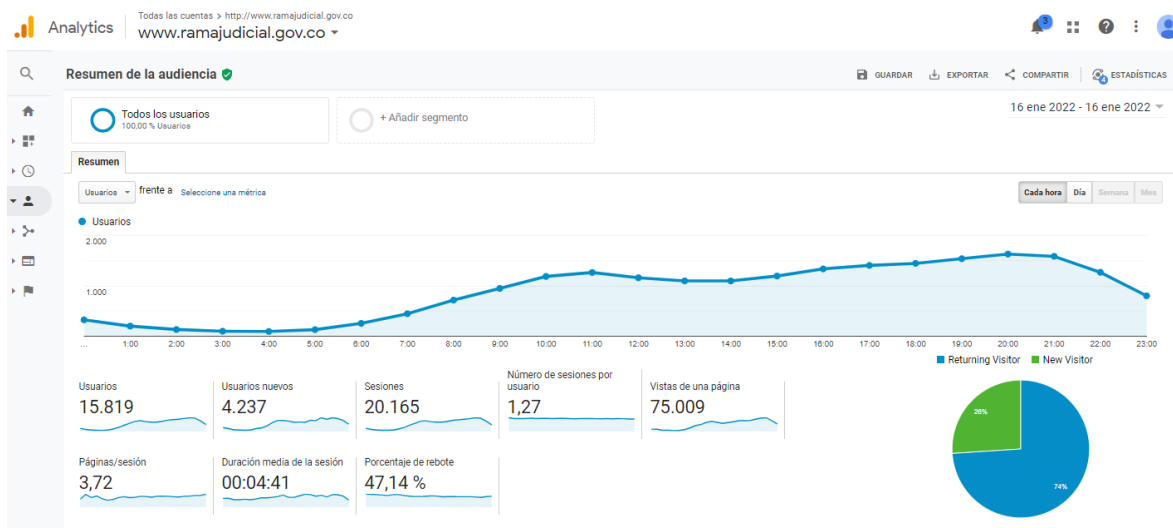 Analytics
Todas las cuentas > http://www.ramajudicial.gov.co
www.ramajudicial.gov.co
3
Resumen de la audiencia
GUARDAR
EXPORTAR
COMPARTIR
4
ESTADÍSTICAS
Todos los usuarios
100,00 % Usuarios
+ Añadir segmento
16 ene 2022 - 16 ene 2022
Resumen
Usuarios
frente a
Seleccione una métrica
Cada hora
Día
Semana
Mes
Usuarios
2.000
1.000
... 1:00 2:00 3:00 4:00 5:00 6:00 7:00 8:00 9:00 10:00 11:00 12:00 13:00 14:00 15:00 16:00 17:00 18:00 19:00 20:00 21:00 22:00 23:00
Returning Visitor
New Visitor
Usuarios
15.819
Usuarios nuevos
4.237
Sesiones
20.165
Número de sesiones por
usuario
1,27
Vistas de una página
75.009
Páginas/sesión
3,72
Duración media de la sesión
00:04:41
Porcentaje de rebote
47,14 %
26%
74%